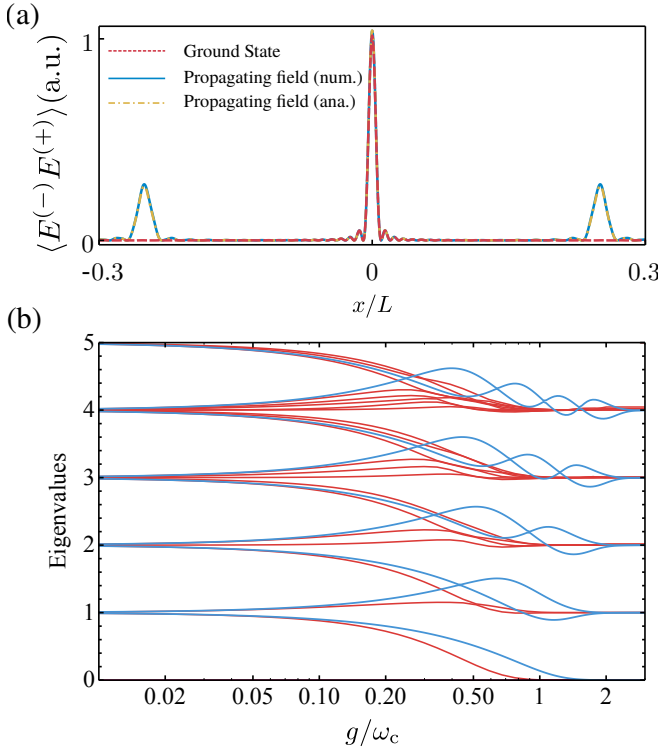 (a)
⟨E^(−) E^(+)⟩(a.u.)
1
0
Ground State
Propagating field (num.)
Propagating field (ana.)
-0.3
0
0.3
x/L
(b)
Eigenvalues
5
4
3
2
1
0
0.02
0.05
0.10
0.20
0.50
1
2
g/ω_c